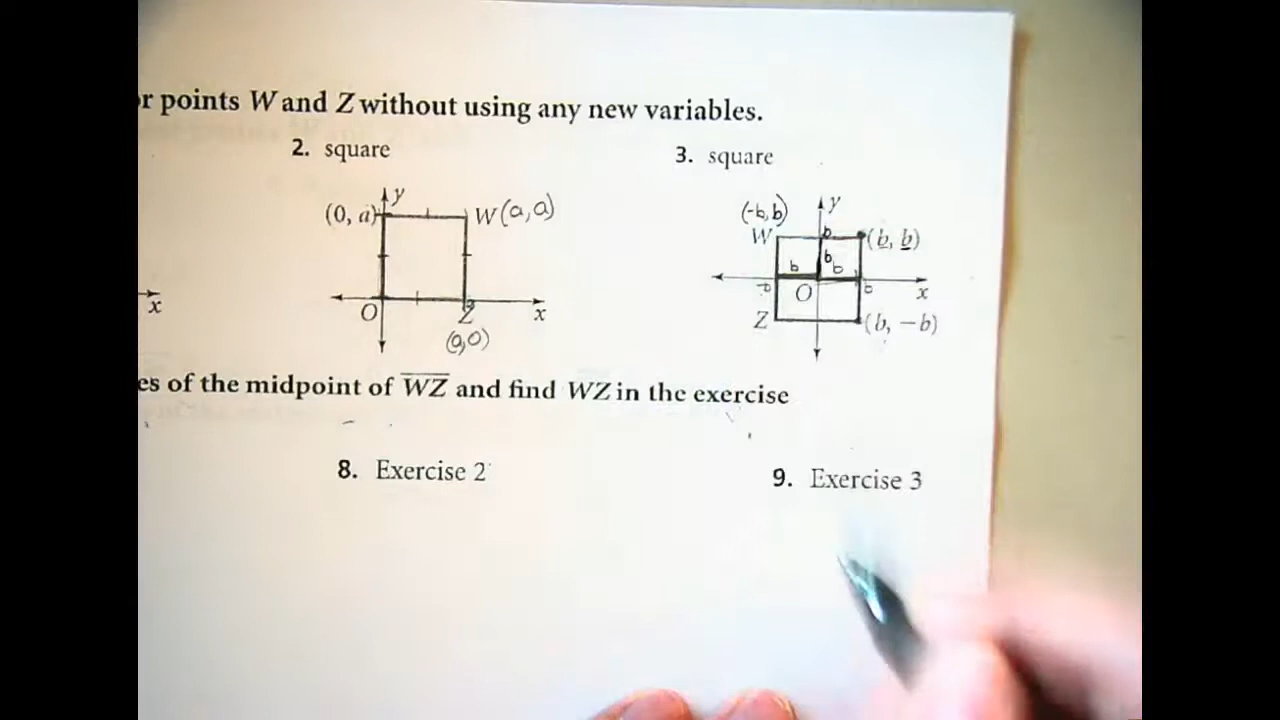 r points W and Z without using any new variables.
2. square
3. square
(0, a)
y
W(a, a)
O
Z
x
(a,0)
x
(-b, b)
y
W
b
(b, b)
b
b
b
-b
O
b
x
Z
(b, −b)
es of the midpoint of WZ and find WZ in the exercise
8. Exercise 2
9. Exercise 3